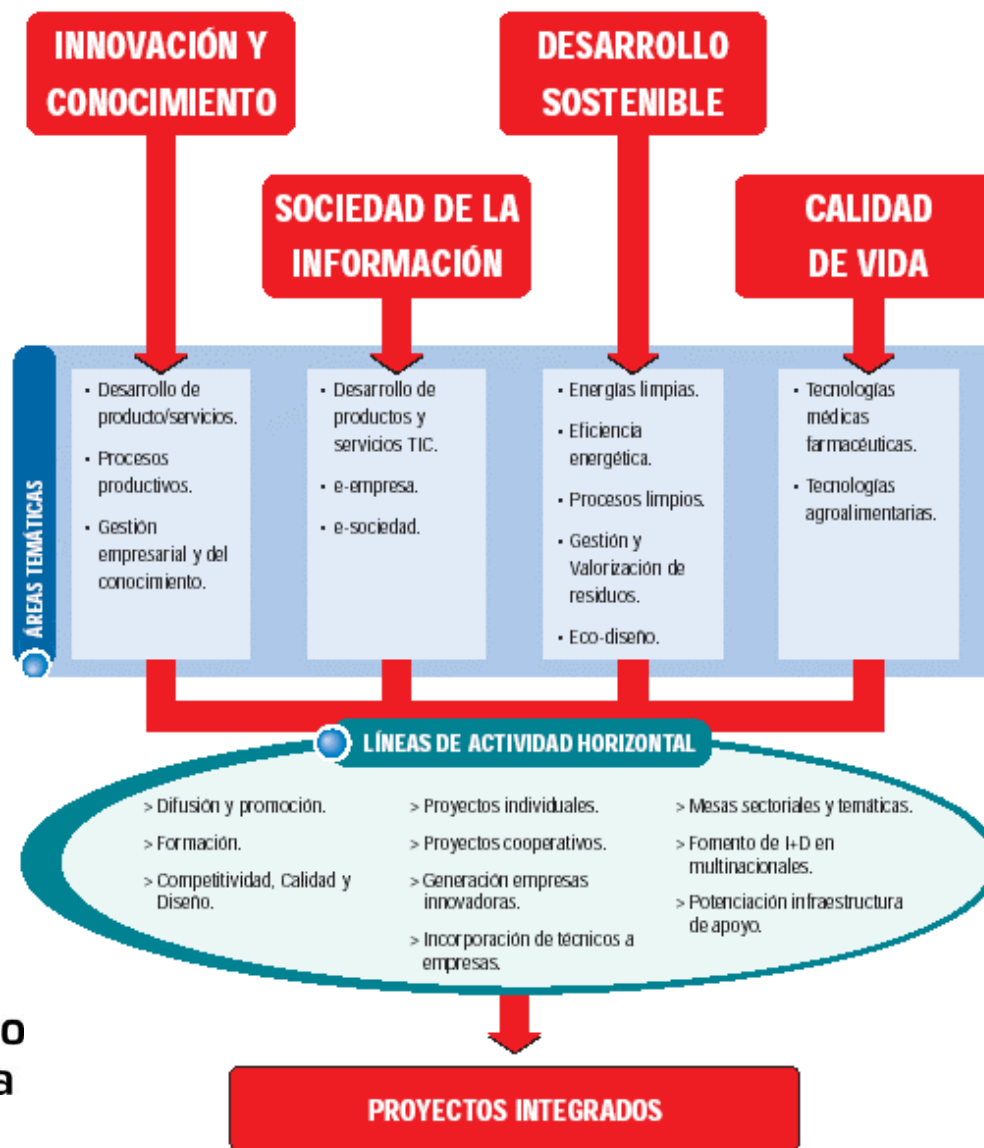 INNOVACIÓN Y
CONOCIMIENTO
DESARROLLO
SOSTENIBLE
SOCIEDAD DE LA
INFORMACIÓN
CALIDAD
DE VIDA
ÁREAS TEMÁTICAS
• Desarrollo de
producto/servicios.
• Procesos
productivos.
• Gestión
empresarial y del
conocimiento.
• Desarrollo de
productos y
servicios TIC.
• e-empresa.
• e-sociedad.
• Energías limpias.
• Eficiencia
energética.
• Procesos limpios.
• Gestión y
Valorización de
residuos.
• Eco-diseño.
• Tecnologías
médicas
farmacéuticas.
• Tecnologías
agroalimentarias.
LÍNEAS DE ACTIVIDAD HORIZONTAL
> Difusión y promoción.
> Formación.
> Competitividad, Calidad y
Diseño.
> Proyectos individuales.
> Proyectos cooperativos.
> Generación empresas
innovadoras.
> Incorporación de técnicos a
empresas.
> Mesas sectoriales y temáticas.
> Fomento de I+D en
multinacionales.
> Potenciación infraestructura
de apoyo.
o
a
PROYECTOS INTEGRADOS